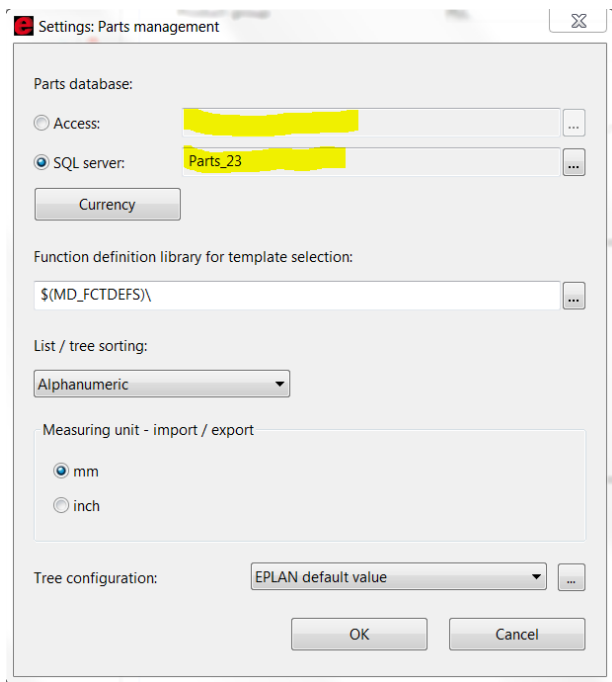 Settings: Parts management
Parts database:
Access:
...
SQL server:
Parts_23
...
Currency
Function definition library for template selection:
$(MD_FCTDEFS)\
...
List / tree sorting:
Alphanumeric
Measuring unit - import / export
mm
inch
Tree configuration:
EPLAN default value
...
OK
Cancel